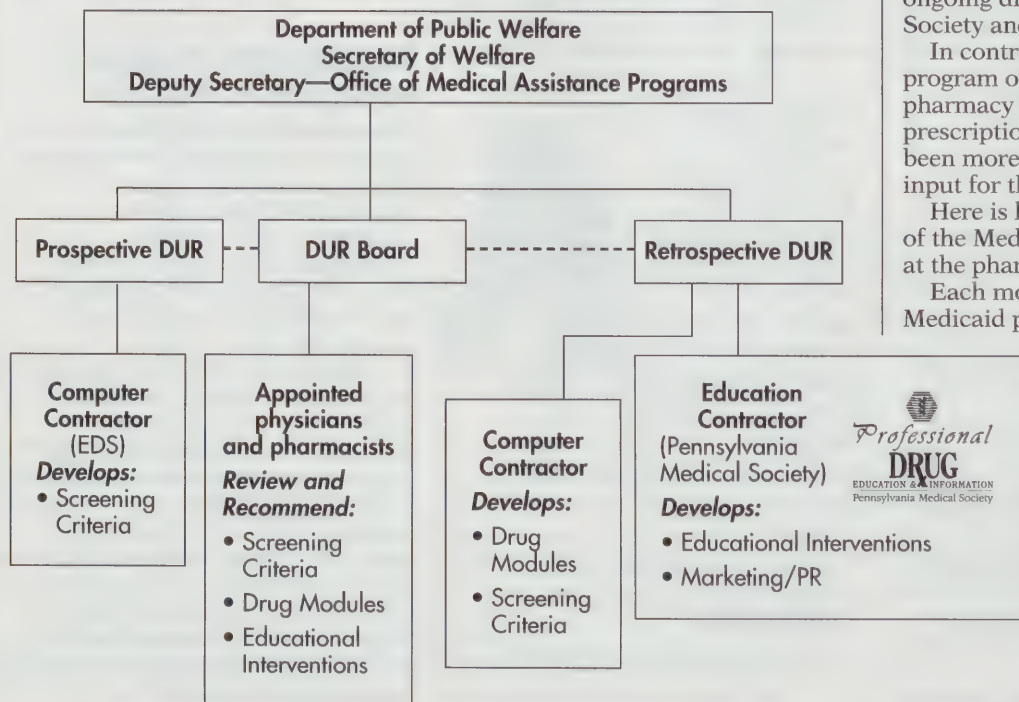 Department of Public Welfare
Secretary of Welfare
Deputy Secretary—Office of Medical Assistance Programs
Prospective DUR
DUR Board
Retrospective DUR
Computer
Contractor
(EDS)
Develops:
• Screening
Criteria
Appointed
physicians
and pharmacists
Review and
Recommend:
• Screening
Criteria
• Drug Modules
• Educational
Interventions
Computer
Contractor
Develops:
• Drug
Modules
• Screening
Criteria
Education
Contractor
(Pennsylvania
Medical Society)
Develops:
• Educational Interventions
• Marketing/PR
Professional
DRUG
EDUCATION & INFORMATION
Pennsylvania Medical Society
ongoing
Society and
In contr
program o
pharmacy
prescriptio
been more
input for th
Here is
of the Med
at the phar
Each mo
Medicaid p